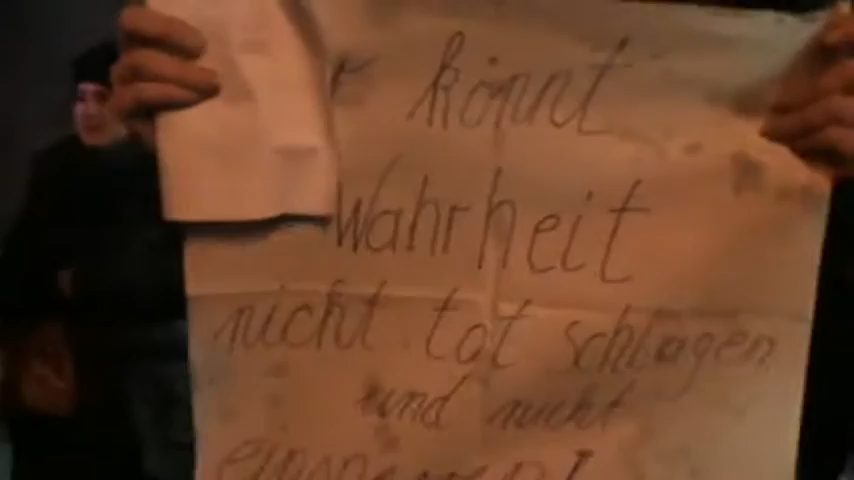 r könnt
Wahrheit
nicht tot schlagen
und nicht